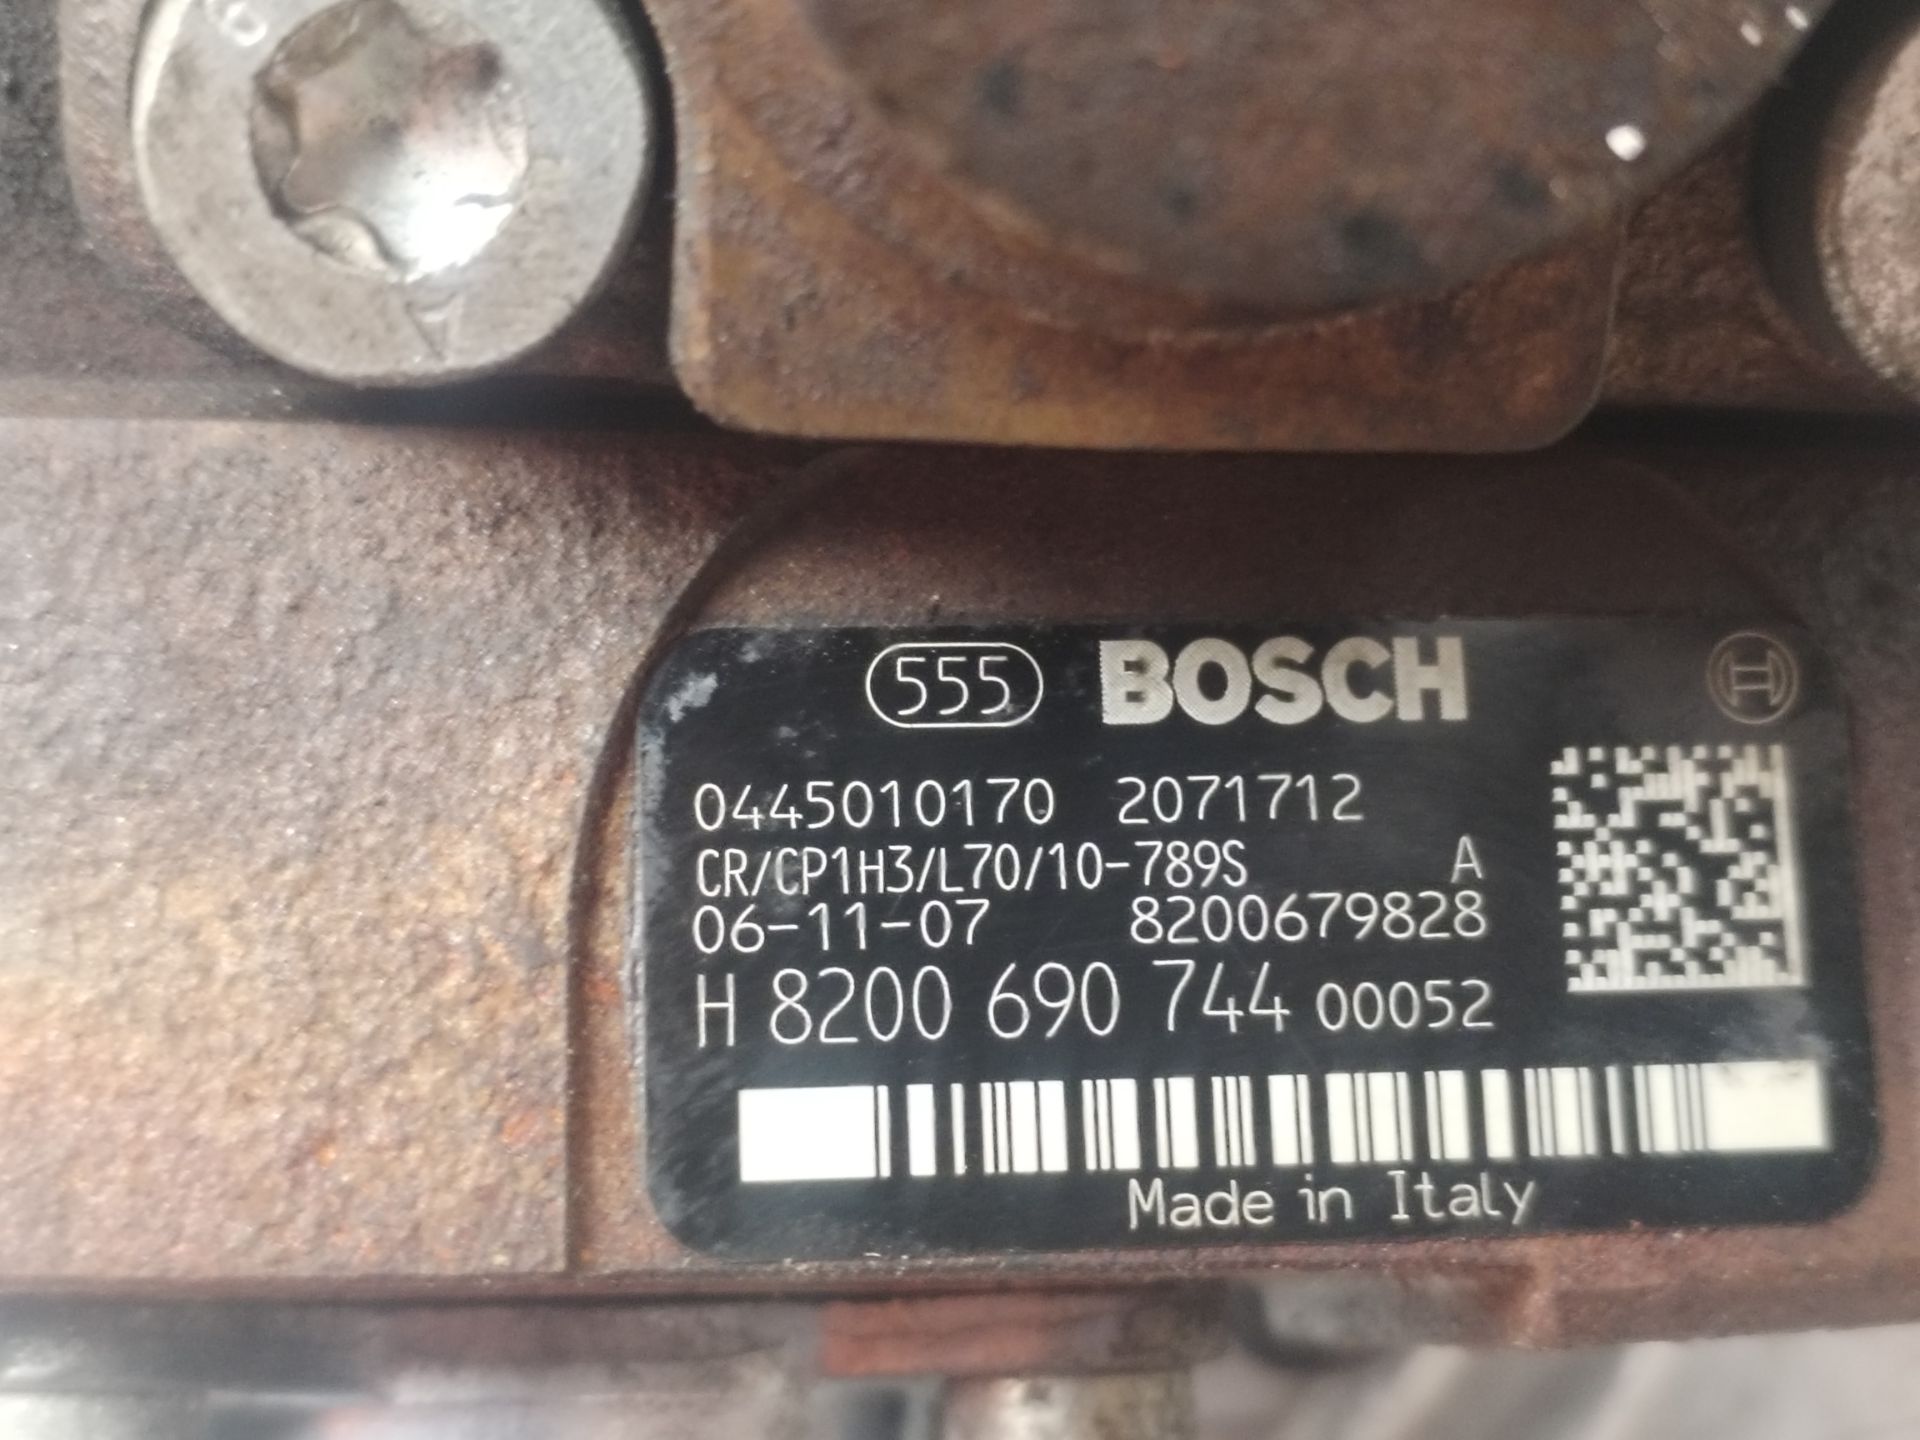 555 BOSCH
0445010170 2071712
CR/CP1H3/L70/10-789S A
06-11-07 8200679828
H 8200 690 744 00052
Made in Italy